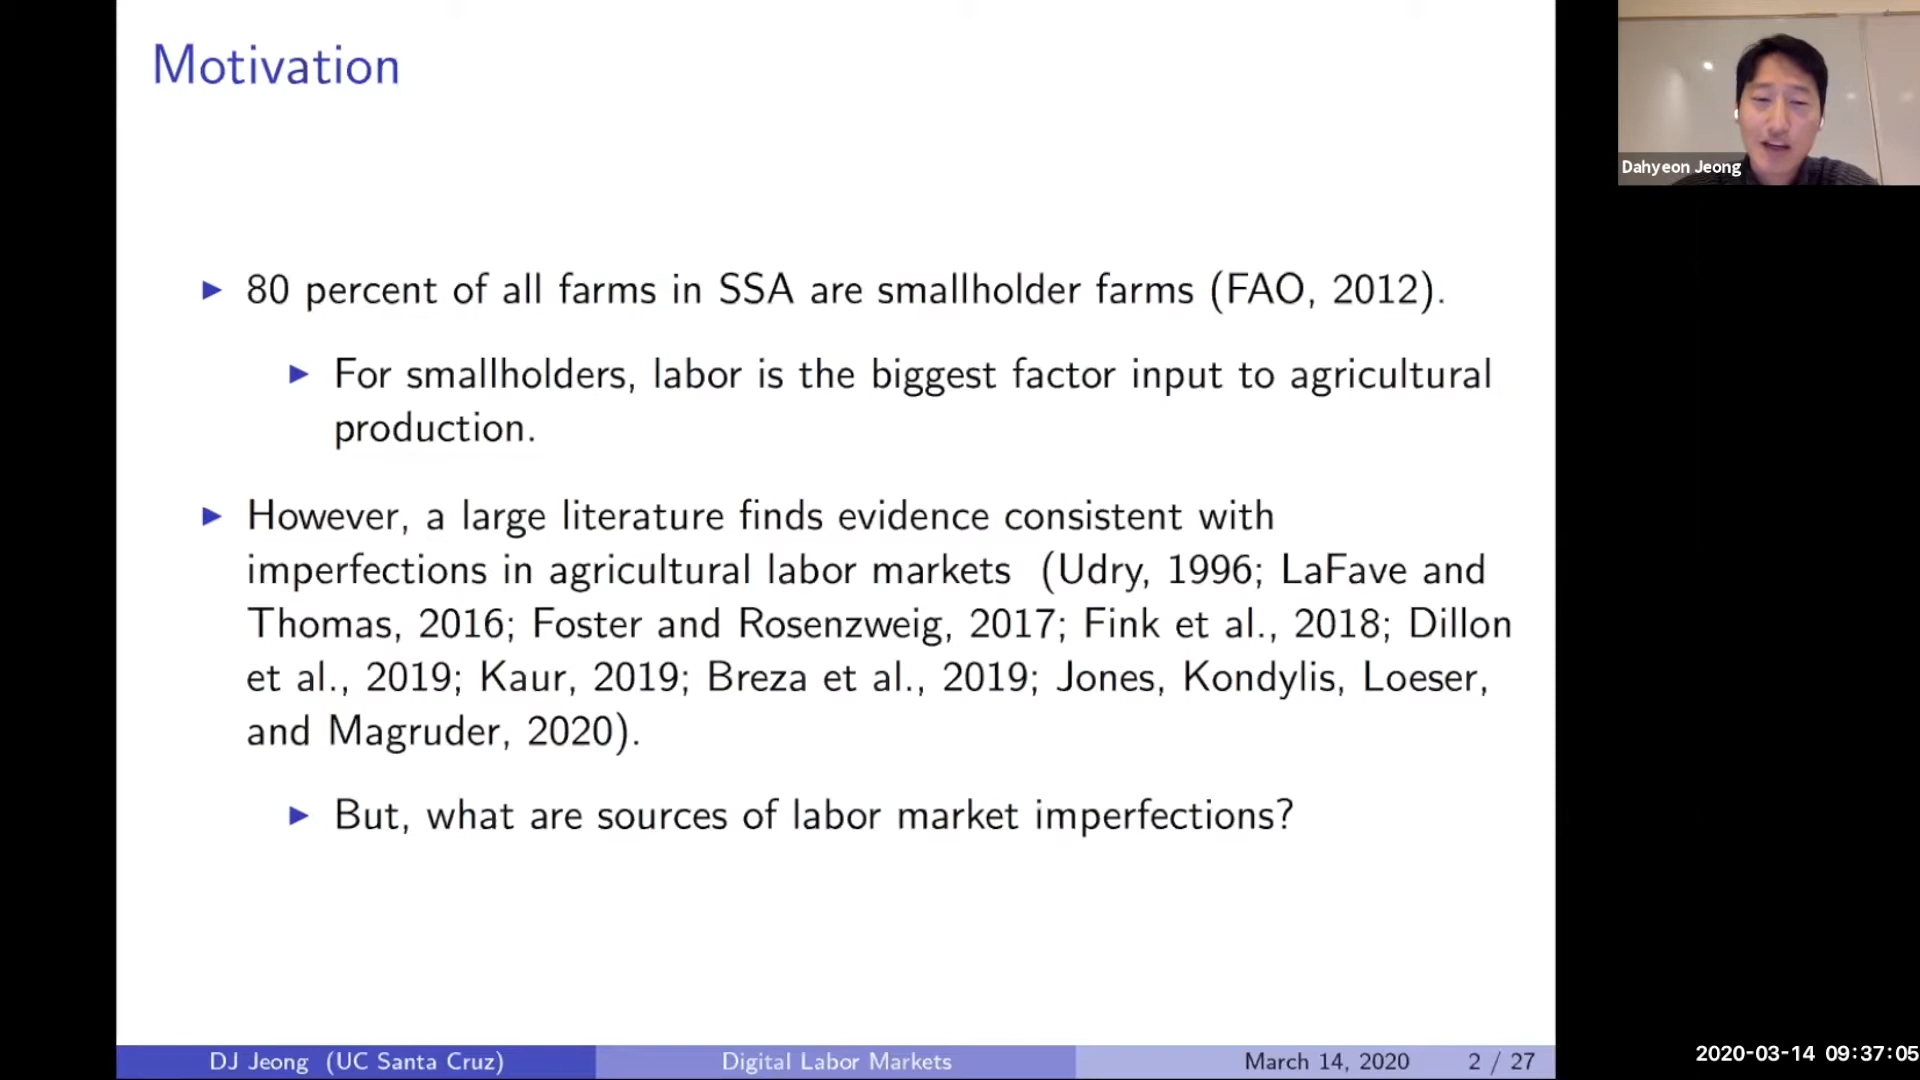 Motivation
▶ 80 percent of all farms in SSA are smallholder farms (FAO, 2012).
▶ For smallholders, labor is the biggest factor input to agricultural
production.
▶ However, a large literature finds evidence consistent with
imperfections in agricultural labor markets (Udry, 1996; LaFave and
Thomas, 2016; Foster and Rosenzweig, 2017; Fink et al., 2018; Dillon
et al., 2019; Kaur, 2019; Breza et al., 2019; Jones, Kondylis, Loeser,
and Magruder, 2020).
▶ But, what are sources of labor market imperfections?
DJ Jeong (UC Santa Cruz) Digital Labor Markets March 14, 2020 2 / 27
Dahyeon Jeong
2020-03-14 09:37:05